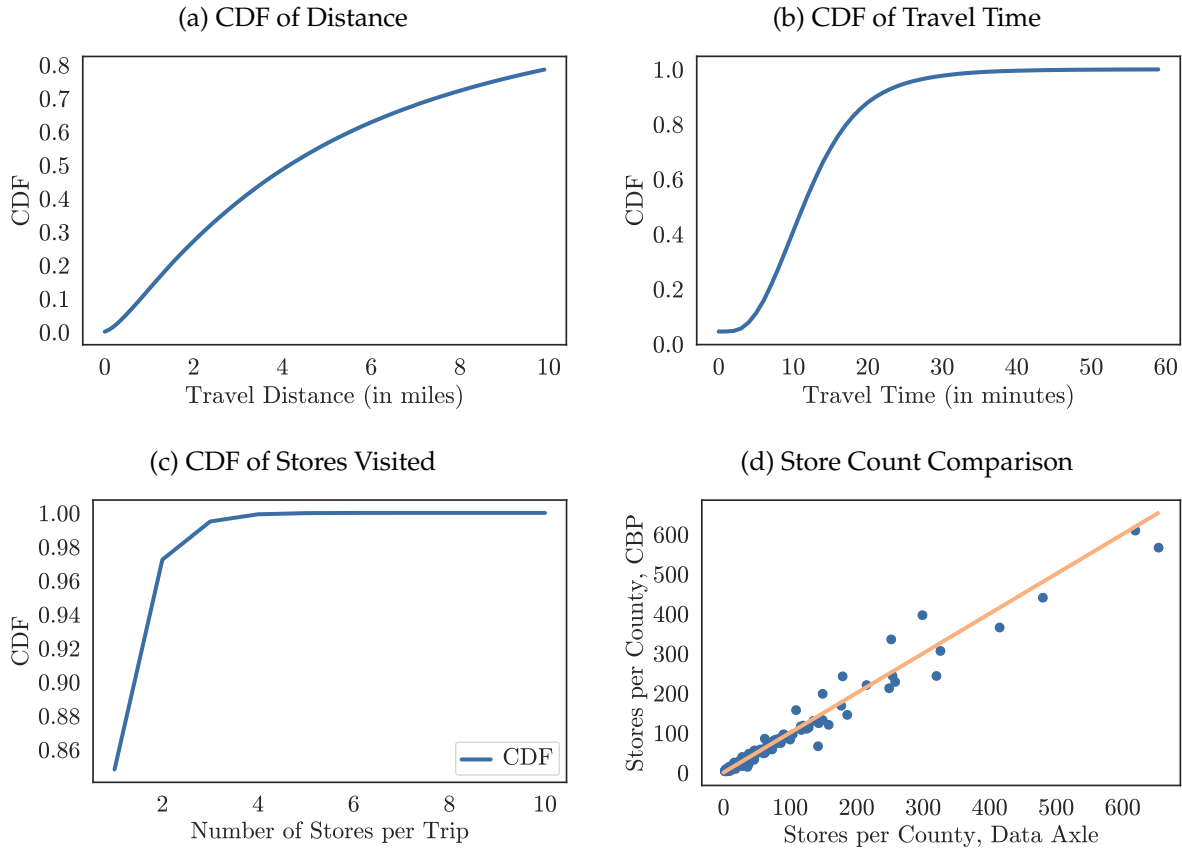 (a) CDF of Distance
0.8
0.7
0.6
0.5
0.4
0.3
0.2
0.1
0.0
CDF
0 2 4 6 8 10
Travel Distance (in miles)
(b) CDF of Travel Time
1.0
0.8
0.6
0.4
0.2
0.0
CDF
0 10 20 30 40 50 60
Travel Time (in minutes)
(c) CDF of Stores Visited
1.00
0.98
0.96
0.94
0.92
0.90
0.88
0.86
CDF
CDF
2 4 6 8 10
Number of Stores per Trip
(d) Store Count Comparison
600
500
400
300
200
100
0
Stores per County, CBP
0 100 200 300 400 500 600
Stores per County, Data Axle